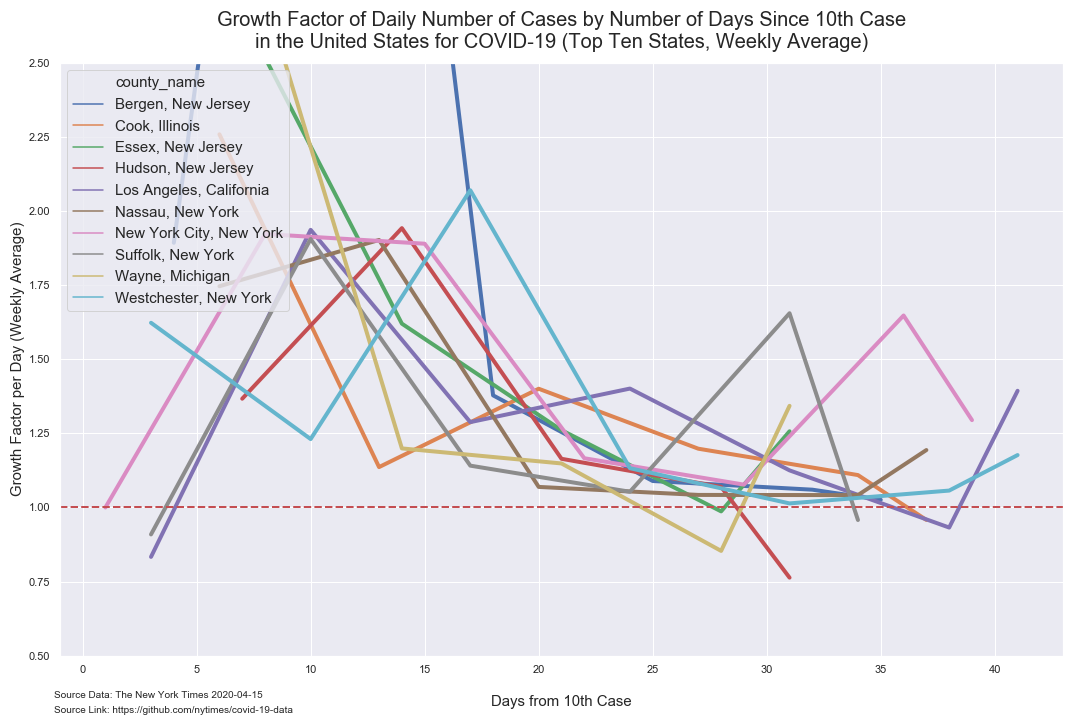 Growth Factor of Daily Number of Cases by Number of Days Since 10th Case
in the United States for COVID-19 (Top Ten States, Weekly Average)
Growth Factor per Day (Weekly Average)
2.50
2.25
2.00
1.75
1.50
1.25
1.00
0.75
0.50
county_name
Bergen, New Jersey
Cook, Illinois
Essex, New Jersey
Hudson, New Jersey
Los Angeles, California
Nassau, New York
New York City, New York
Suffolk, New York
Wayne, Michigan
Westchester, New York
0 5 10 15 20 25 30 35 40
Days from 10th Case
Source Data: The New York Times 2020-04-15
Source Link: https://github.com/nytimes/covid-19-data